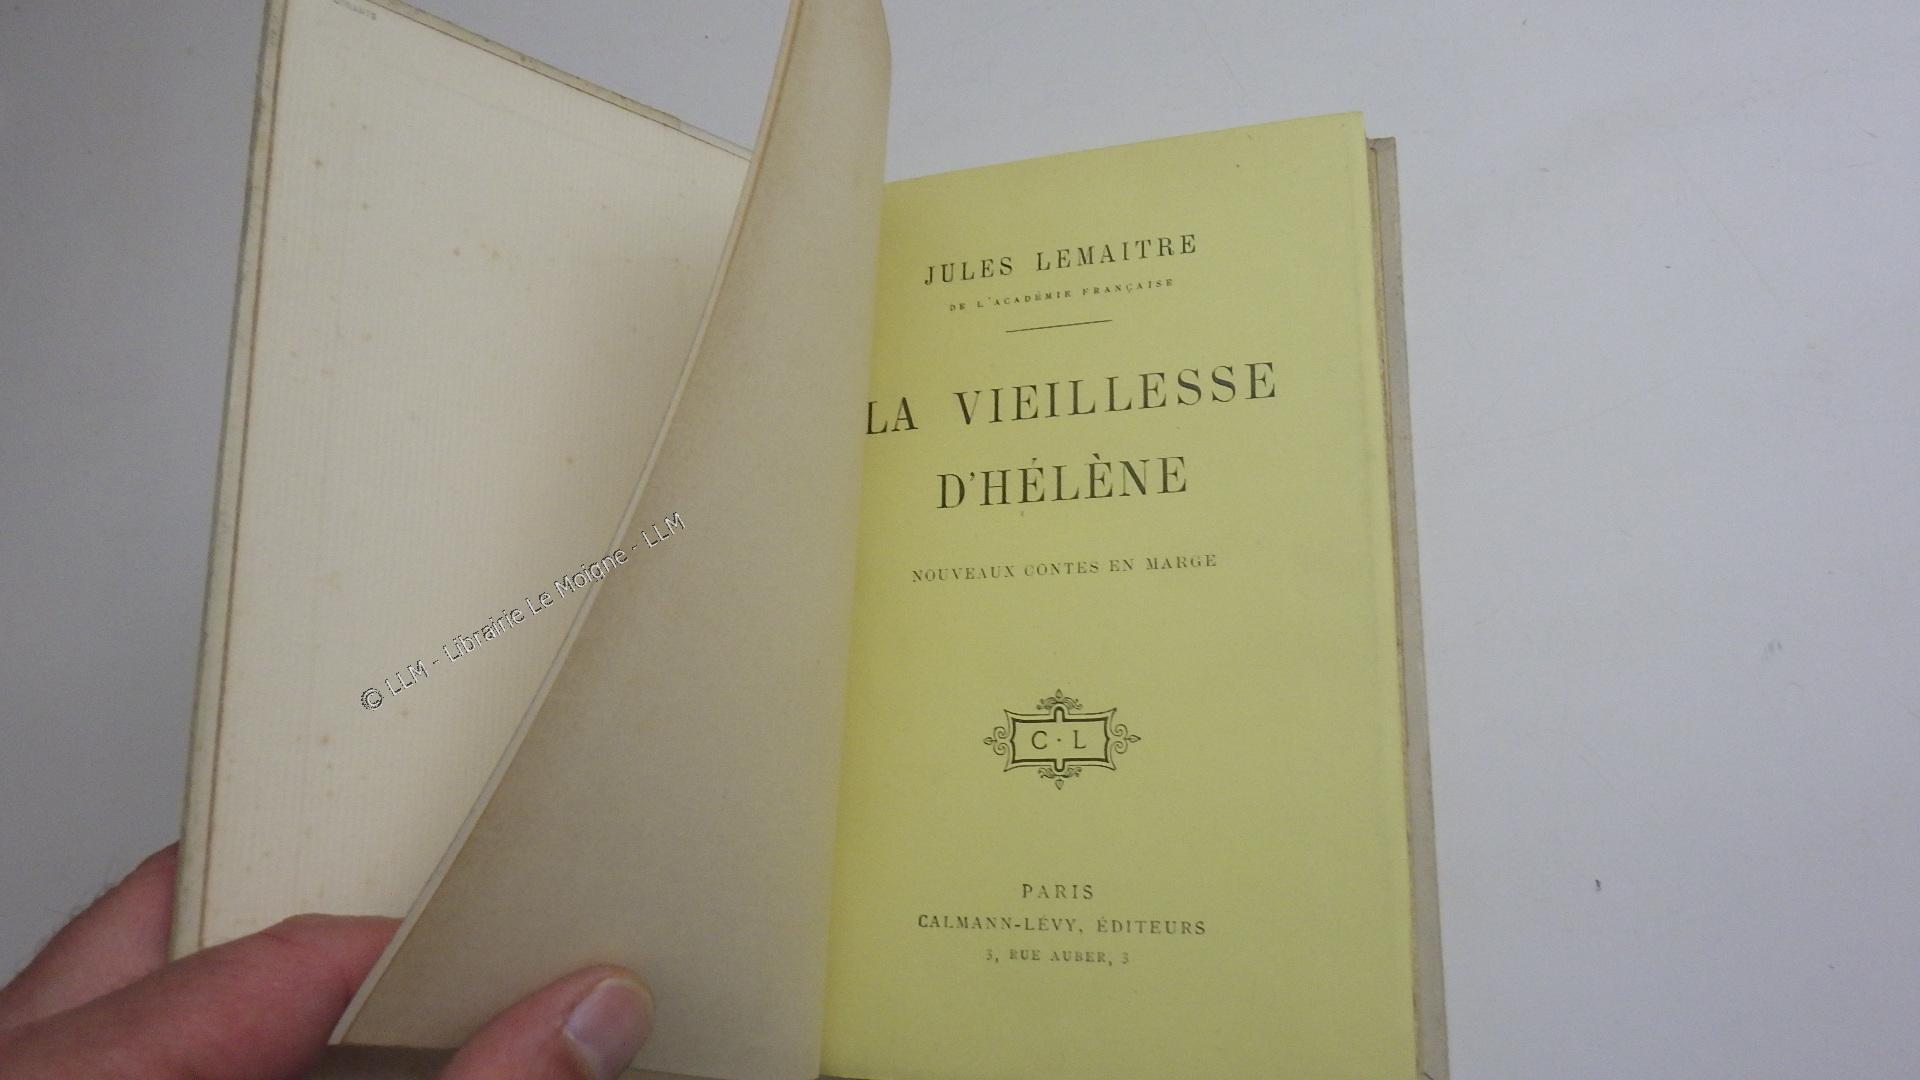 JULES LEMAITRE
DE L'ACADÉMIE FRANÇAISE
LA VIEILLESSE
D'HÉLÈNE
NOUVEAUX CONTES EN MARGE
C · L
PARIS
CALMANN-LÉVY, ÉDITEURS
3, RUE AUBER, 3
© LLM - Librairie Le Moigne - LLM